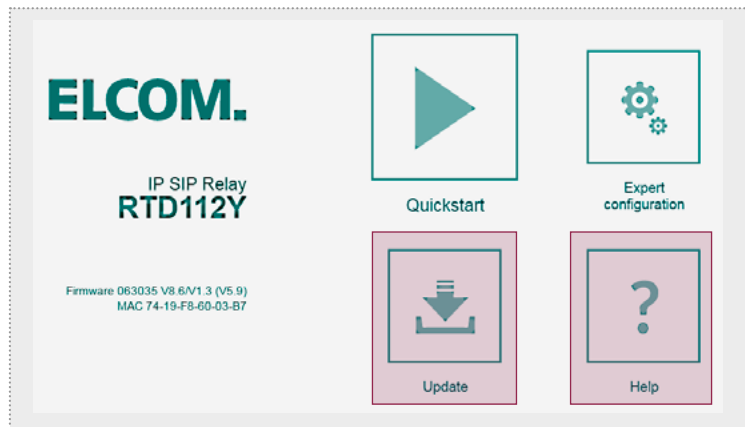 ELCOM.
IP SIP Relay
RTD112Y
Firmware 063035 V8.6/V1.3 (V5.9)
MAC 74-19-F8-60-03-B7
Quickstart
Expert
configuration
Update
?
Help